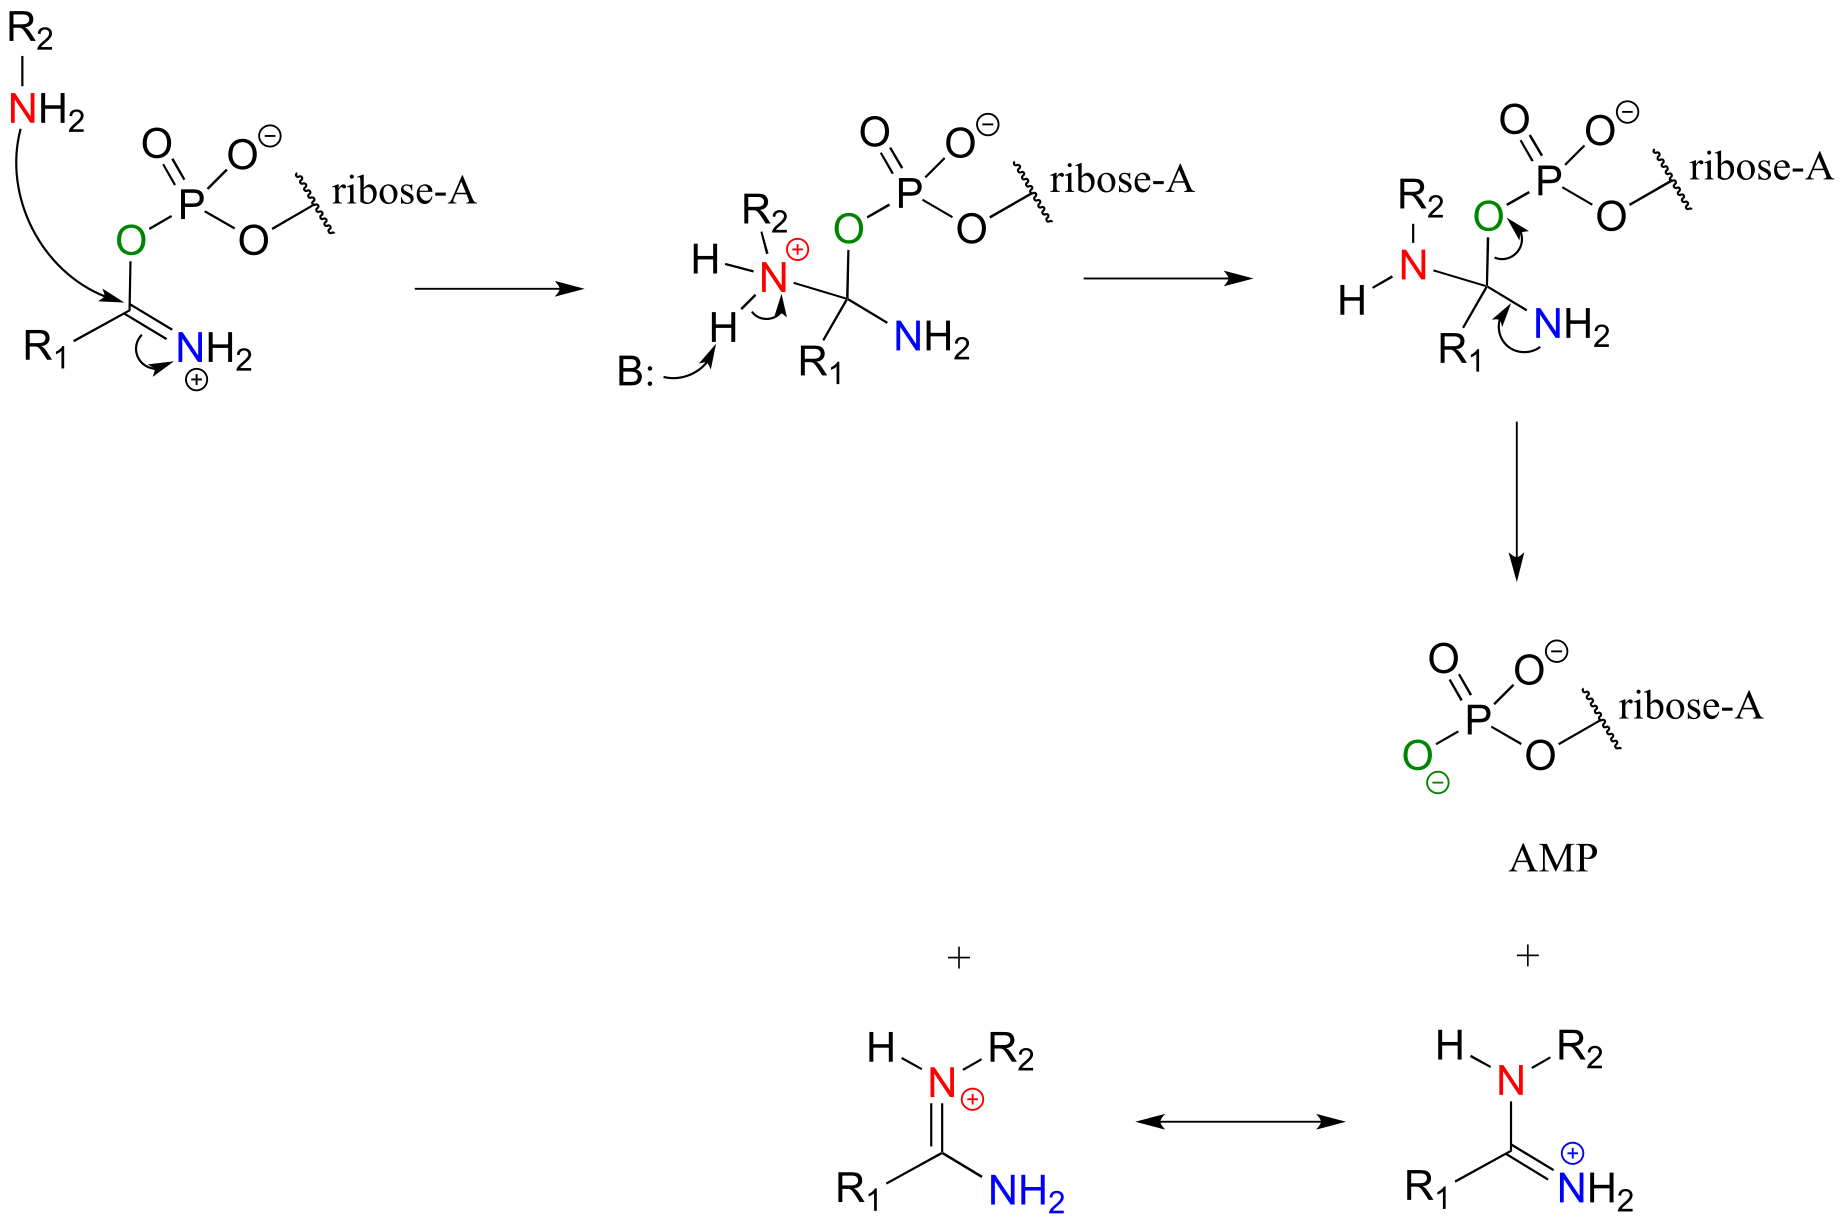 R2
NH2
O
O⊖
P
ribose-A
O
O
R1
NH2
⊕
O
O⊖
P
ribose-A
R2
O
O
H
N⊕
H
NH2
B:
R1
O
O⊖
P
ribose-A
R2
O
O
N
H
NH2
R1
O
O⊖
P
ribose-A
O⊖
O
AMP
+
+
H
R2
N⊕
R1
NH2
H
R2
N
⊕
R1
NH2